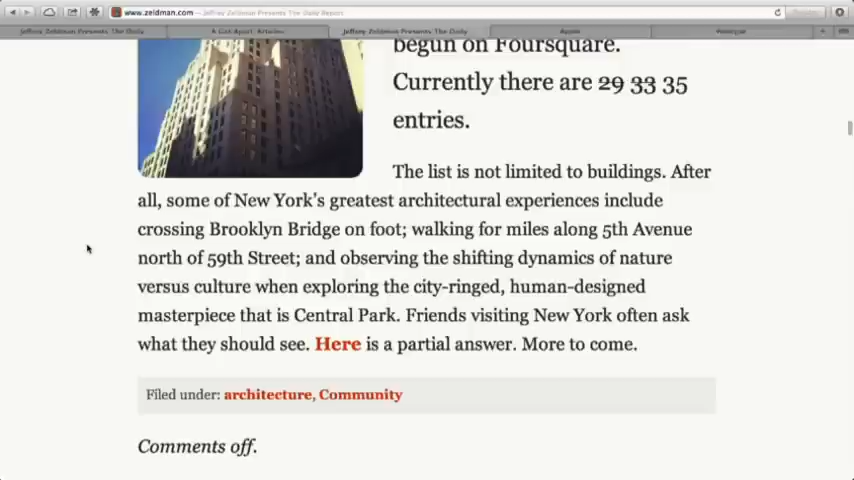 www.zeldman.com — Jeffrey Zeldman Presents The Daily Report
Jeffrey Zeldman Presents The Daily
A List Apart: Articles
Jeffrey Zeldman Presents The Daily
Apple
begun on Foursquare.
Currently there are 29 33 35
entries.
The list is not limited to buildings. After
all, some of New York's greatest architectural experiences include
crossing Brooklyn Bridge on foot; walking for miles along 5th Avenue
north of 59th Street; and observing the shifting dynamics of nature
versus culture when exploring the city-ringed, human-designed
masterpiece that is Central Park. Friends visiting New York often ask
what they should see. Here is a partial answer. More to come.
Filed under: architecture, Community
Comments off.